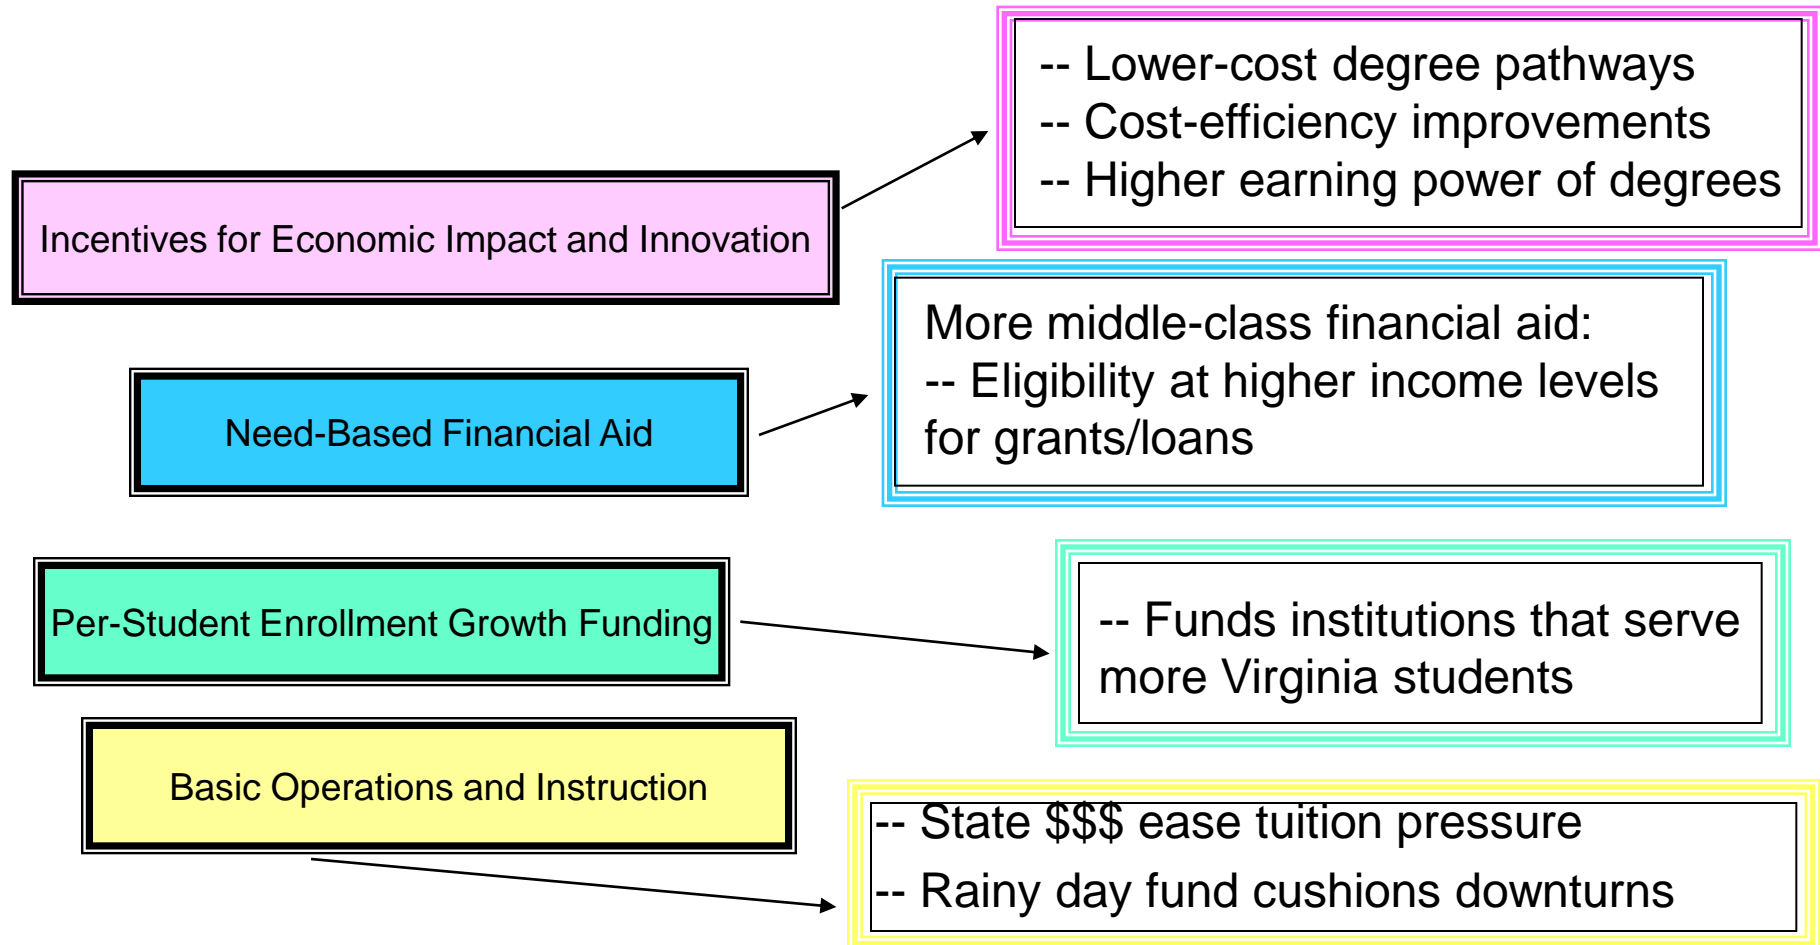 Incentives for Economic Impact and Innovation
-- Lower-cost degree pathways
-- Cost-efficiency improvements
-- Higher earning power of degrees
Need-Based Financial Aid
More middle-class financial aid:
-- Eligibility at higher income levels
for grants/loans
Per-Student Enrollment Growth Funding
-- Funds institutions that serve
more Virginia students
Basic Operations and Instruction
-- State $$$ ease tuition pressure
-- Rainy day fund cushions downturns